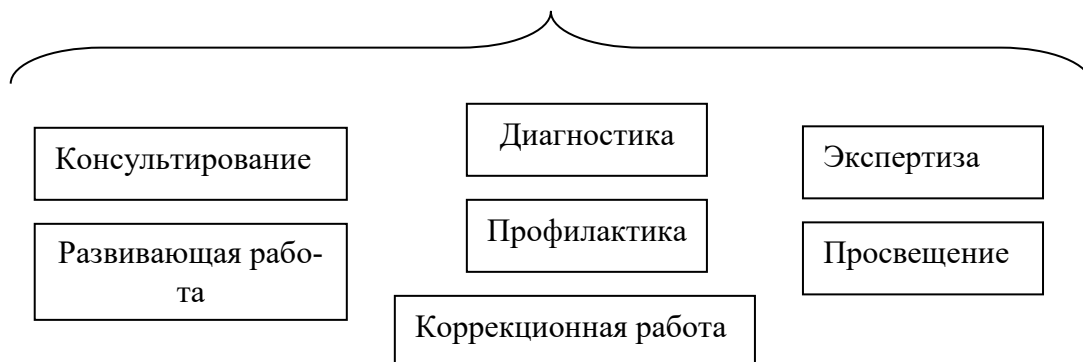 Консультирование
Развивающая рабо-
та
Диагностика
Профилактика
Коррекционная работа
Экспертиза
Просвещение